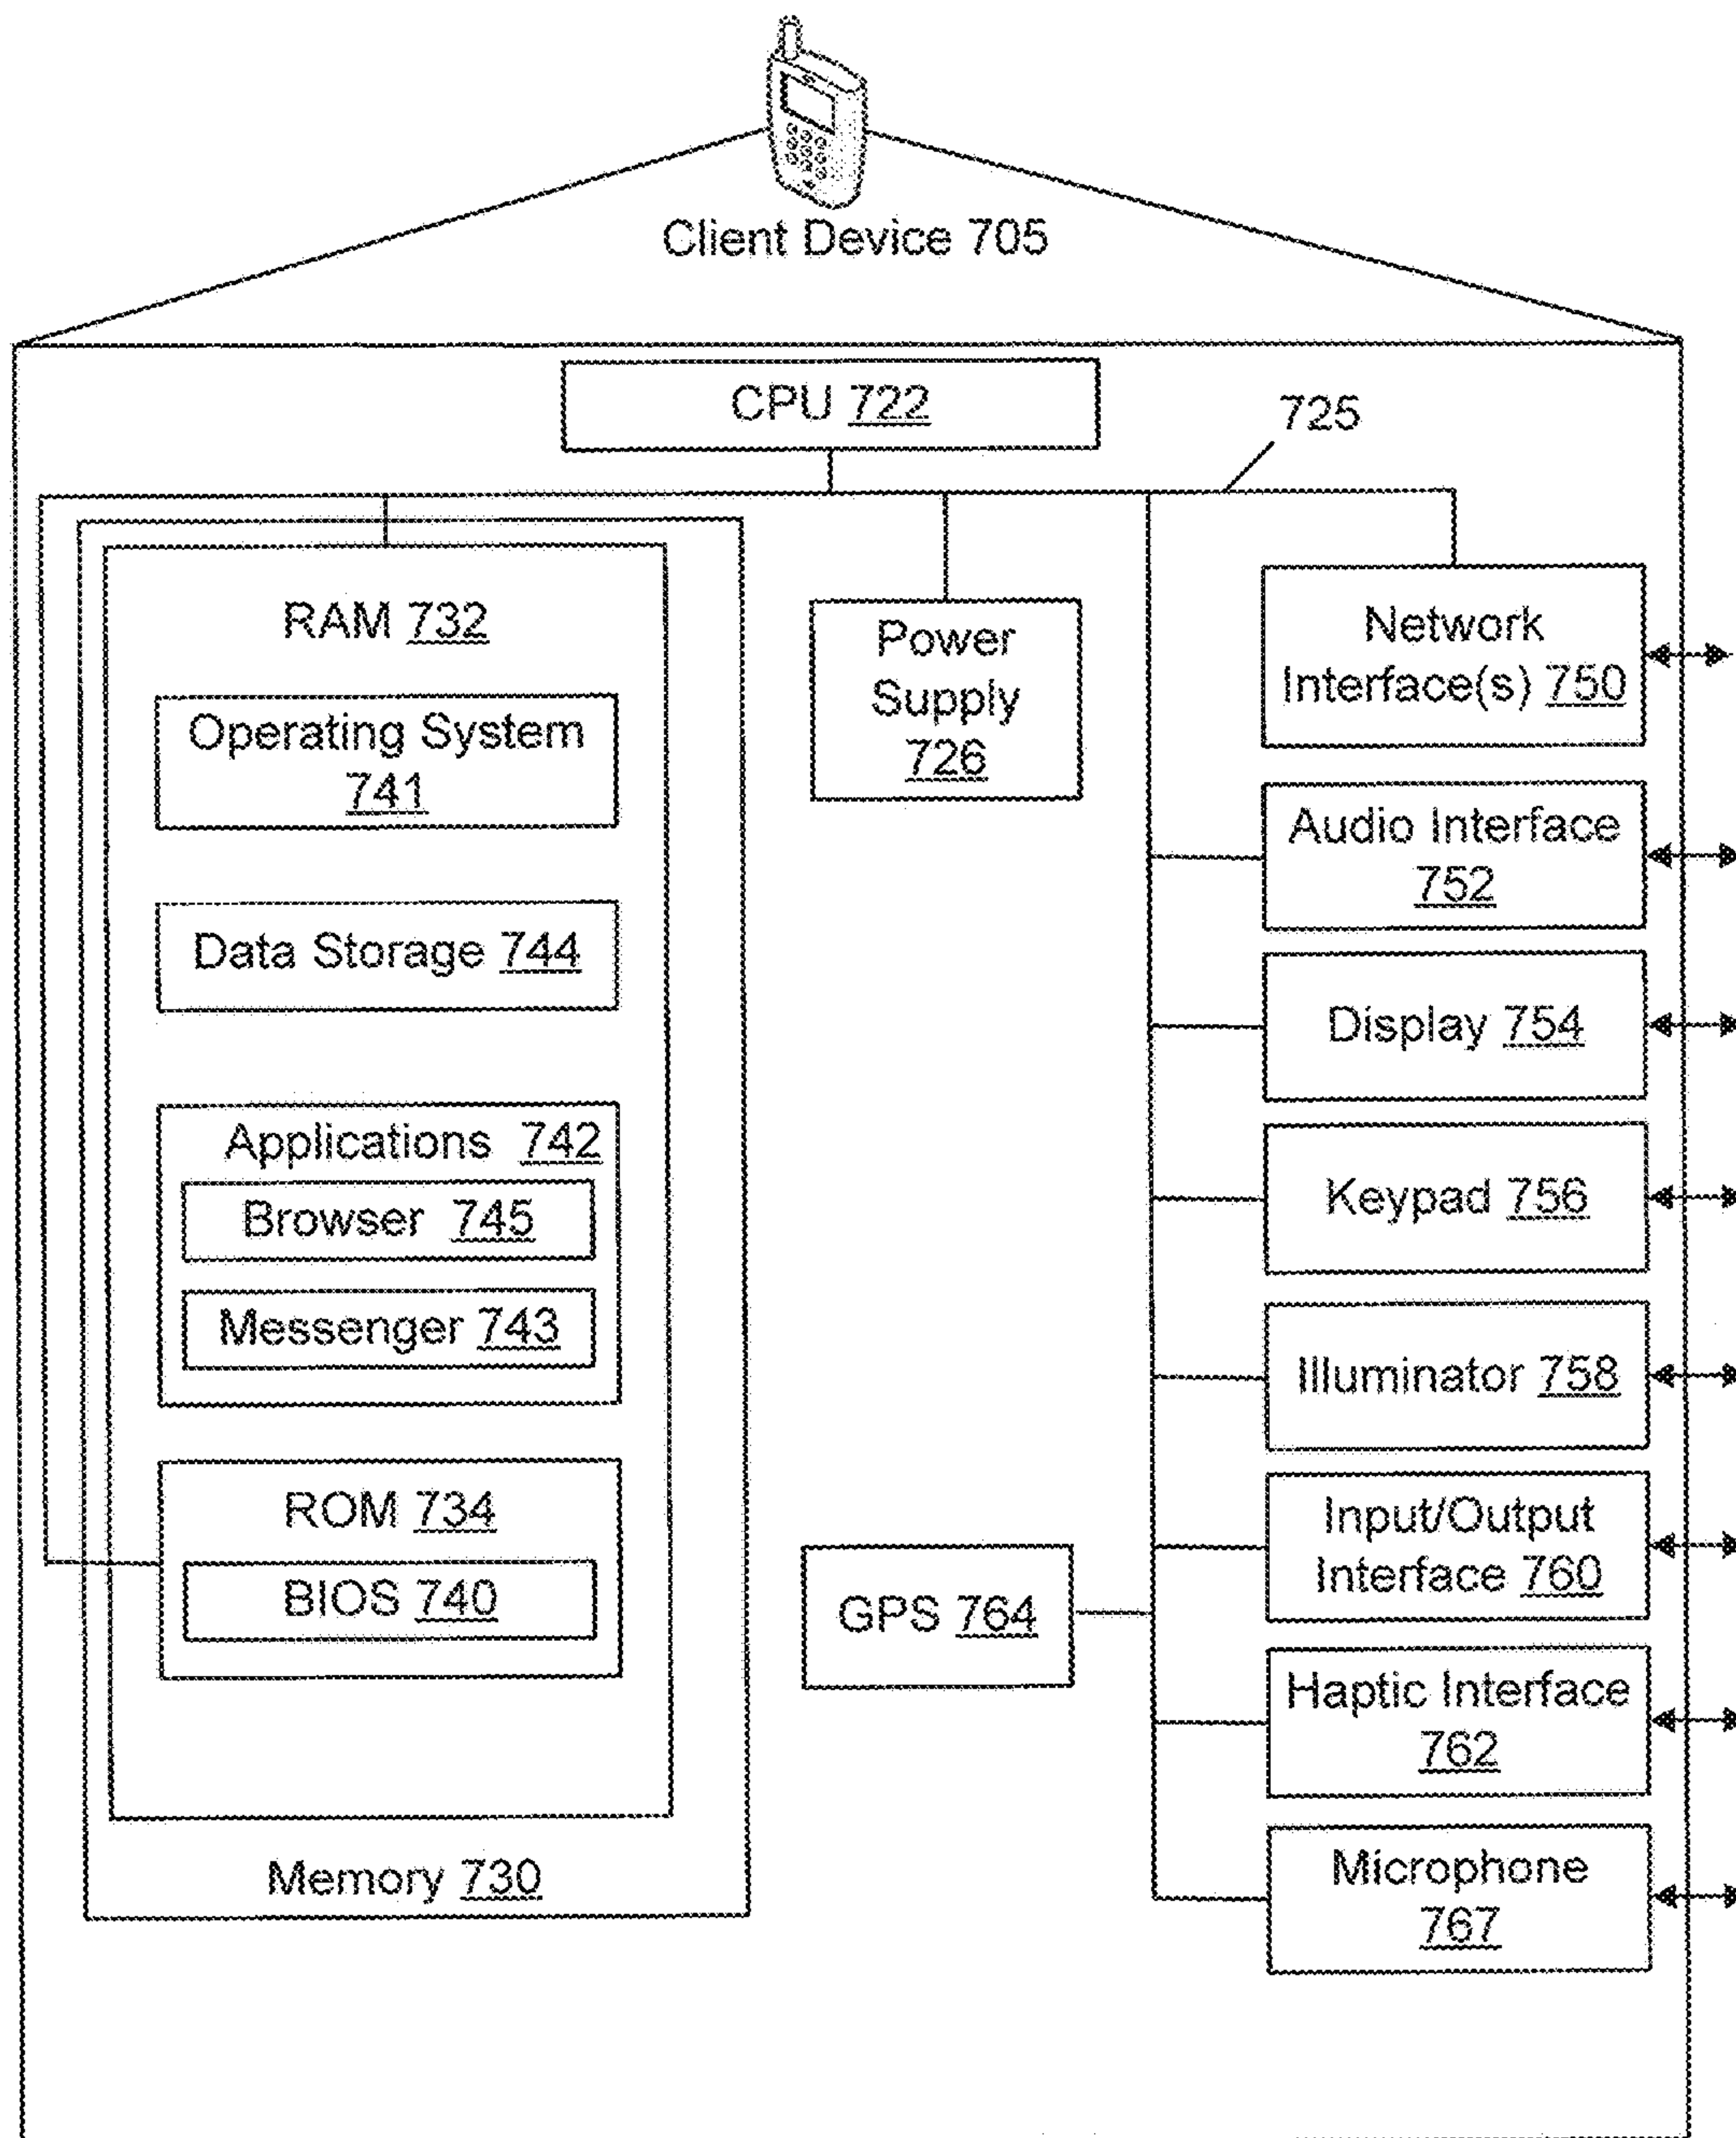 Client Device 705
CPU 722
725
RAM 732
Operating System
741
Data Storage 744
Applications 742
Browser 745
Messenger 743
ROM 734
BIOS 740
Memory 730
Power
Supply
726
GPS 764
Network
Interface(s) 750
Audio Interface
752
Display 754
Keypad 756
Illuminator 758
Input/Output
Interface 760
Haptic Interface
762
Microphone
767